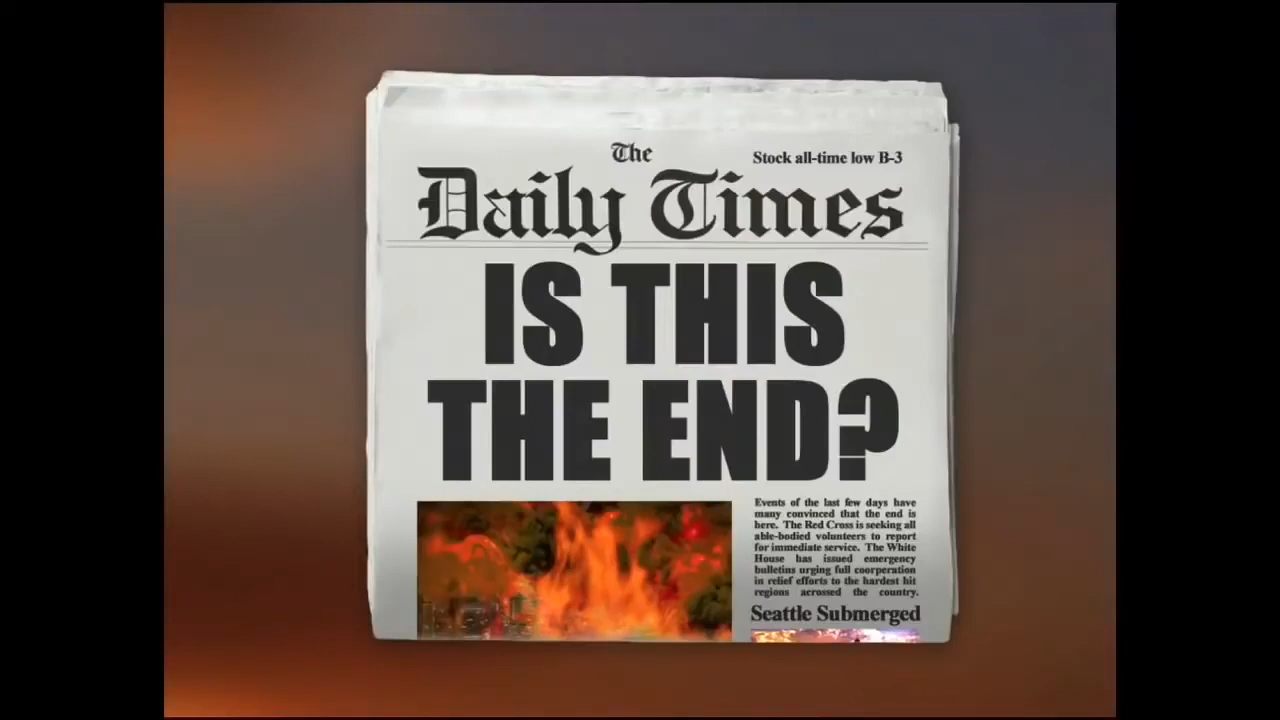 The
Stock all-time low B-3
Daily Times
IS THIS
THE END?
Events of the last few days have
many convinced that the end is
here. The Red Cross is seeking all
able-bodied volunteers to report
for immediate service. The White
House has issued emergency
bulletins urging full coorperation
in relief efforts to the hardest hit
regions acrossed the country.
Seattle Submerged